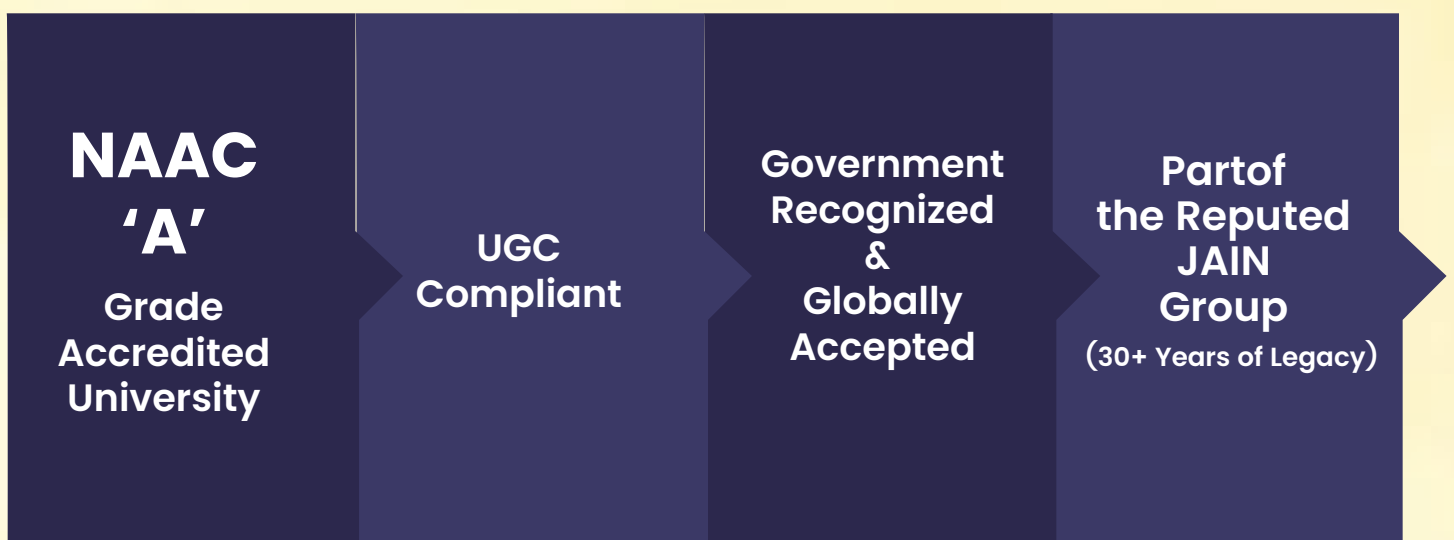 NAAC
‘A’
Grade
Accredited
University
UGC
Compliant
Government
Recognized
&
Globally
Accepted
Partof
the Reputed
JAIN
Group
(30+ Years of Legacy)